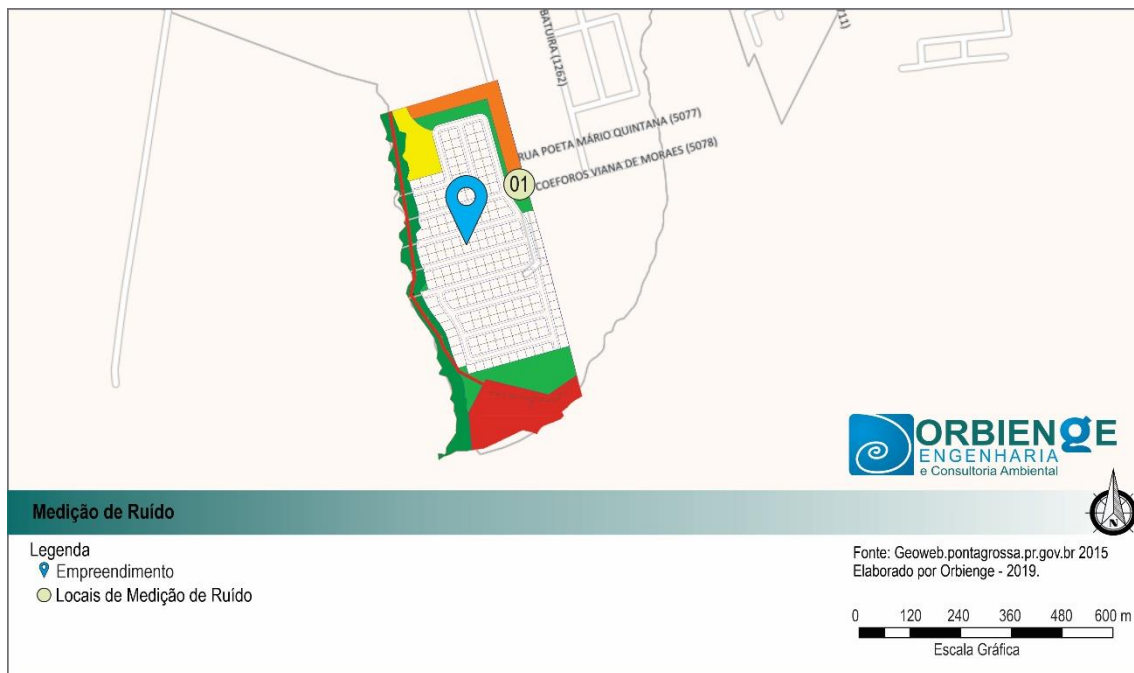 BATUIRA (1262)
711)
RUA POETA MÁRIO QUINTANA (5077)
COEFOROS VIANA DE MORAES (5078)
01
ORBIENGE
ENGENHARIA
e Consultoria Ambiental
Medição de Ruído
N
Legenda
Empreendimento
Locais de Medição de Ruído
Fonte: Geoweb.pontagrossa.pr.gov.br 2015
Elaborado por Orbienge - 2019.
0 120 240 360 480 600 m
Escala Gráfica